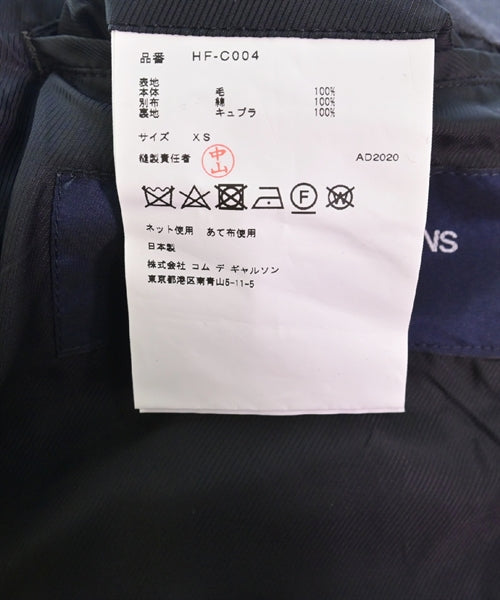 品番 HF-C004
表地
本体 毛 100%
別布 綿 100%
裏地 キュプラ 100%
サイズ XS
縫製責任者 中山 AD2020
F W
ネット使用 あて布使用
日本製
株式会社 コム デ ギャルソン
東京都港区南青山5-11-5
NS